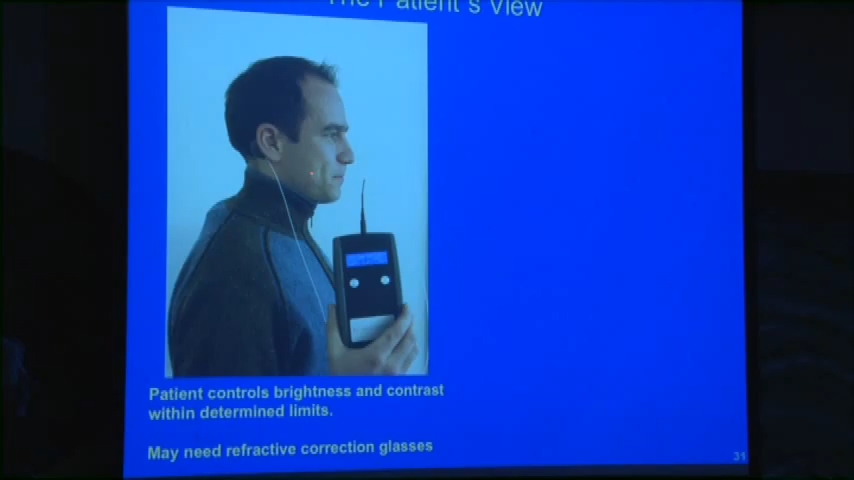 The Patient's View
Patient controls brightness and contrast
within determined limits.
May need refractive correction glasses
31